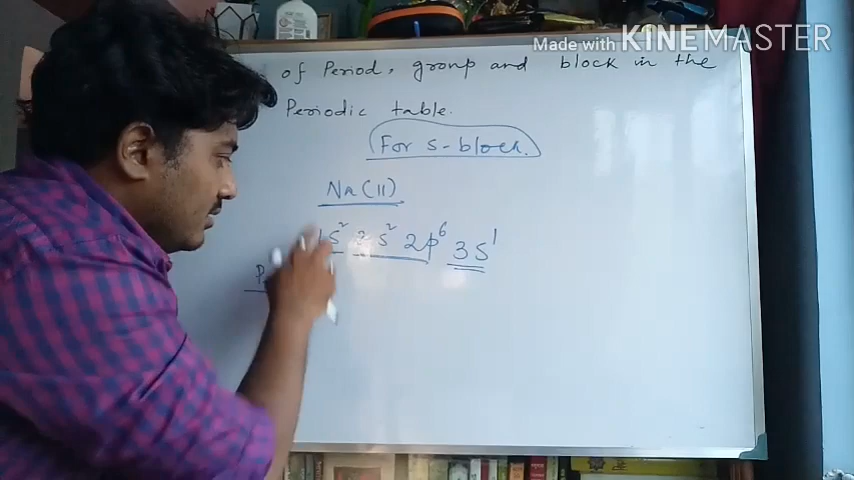 Made with KINEMASTER
of Period, group and block in the
Periodic table.
For s-block.
Na (11)
1s² 2s² 2p⁶ 3s¹